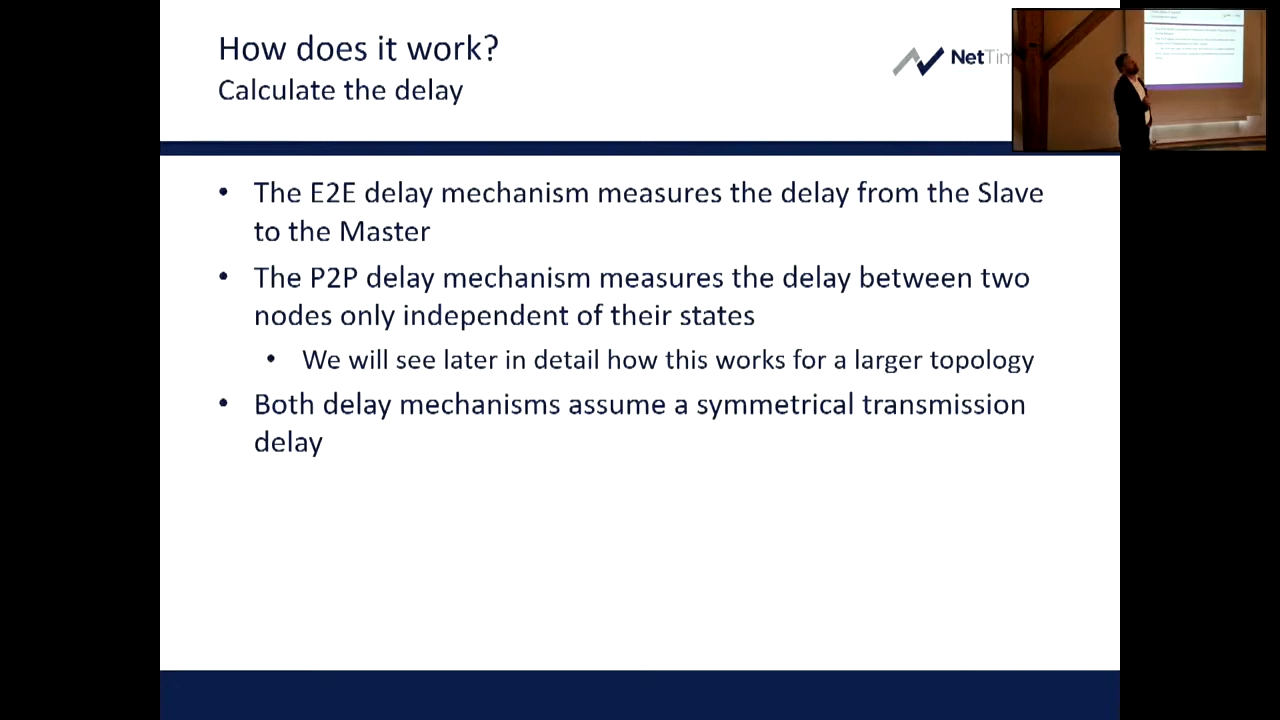 How does it work?
Calculate the delay
NetTim
• The E2E delay mechanism measures the delay from the Slave
to the Master
• The P2P delay mechanism measures the delay between two
nodes only independent of their states
• We will see later in detail how this works for a larger topology
• Both delay mechanisms assume a symmetrical transmission
delay